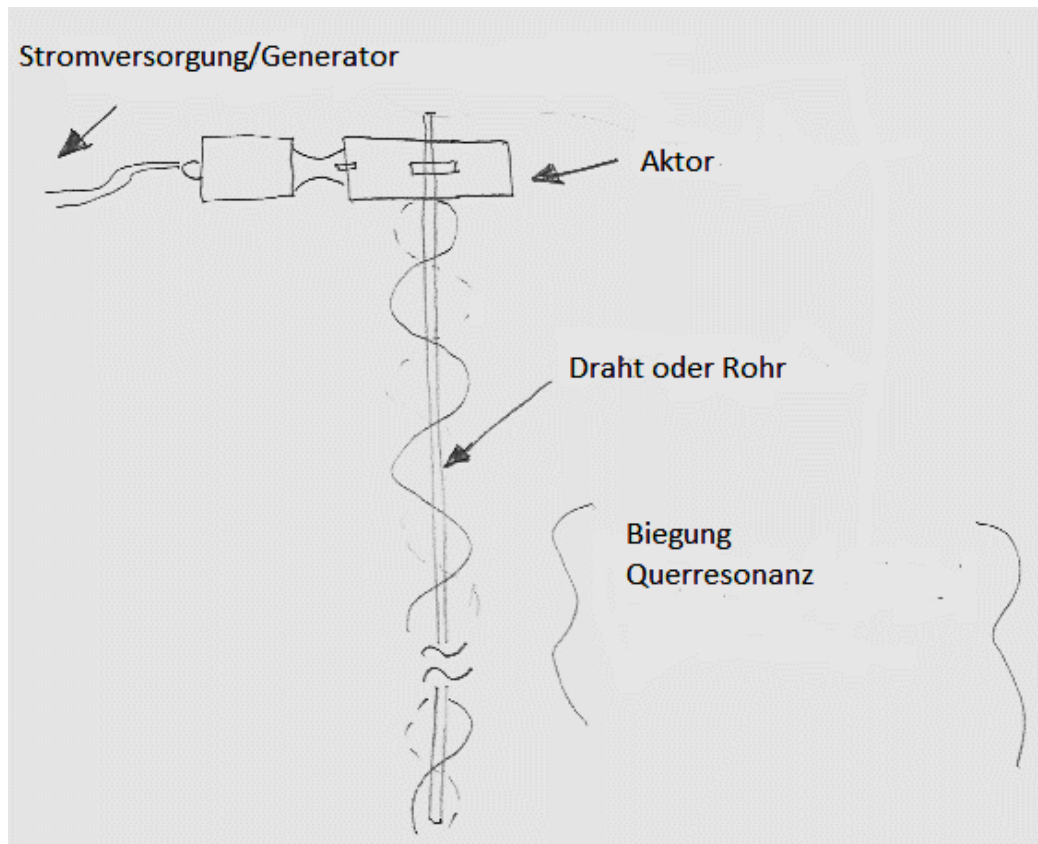 Stromversorgung/Generator
Aktor
Draht oder Rohr
Biegung
Querresonanz